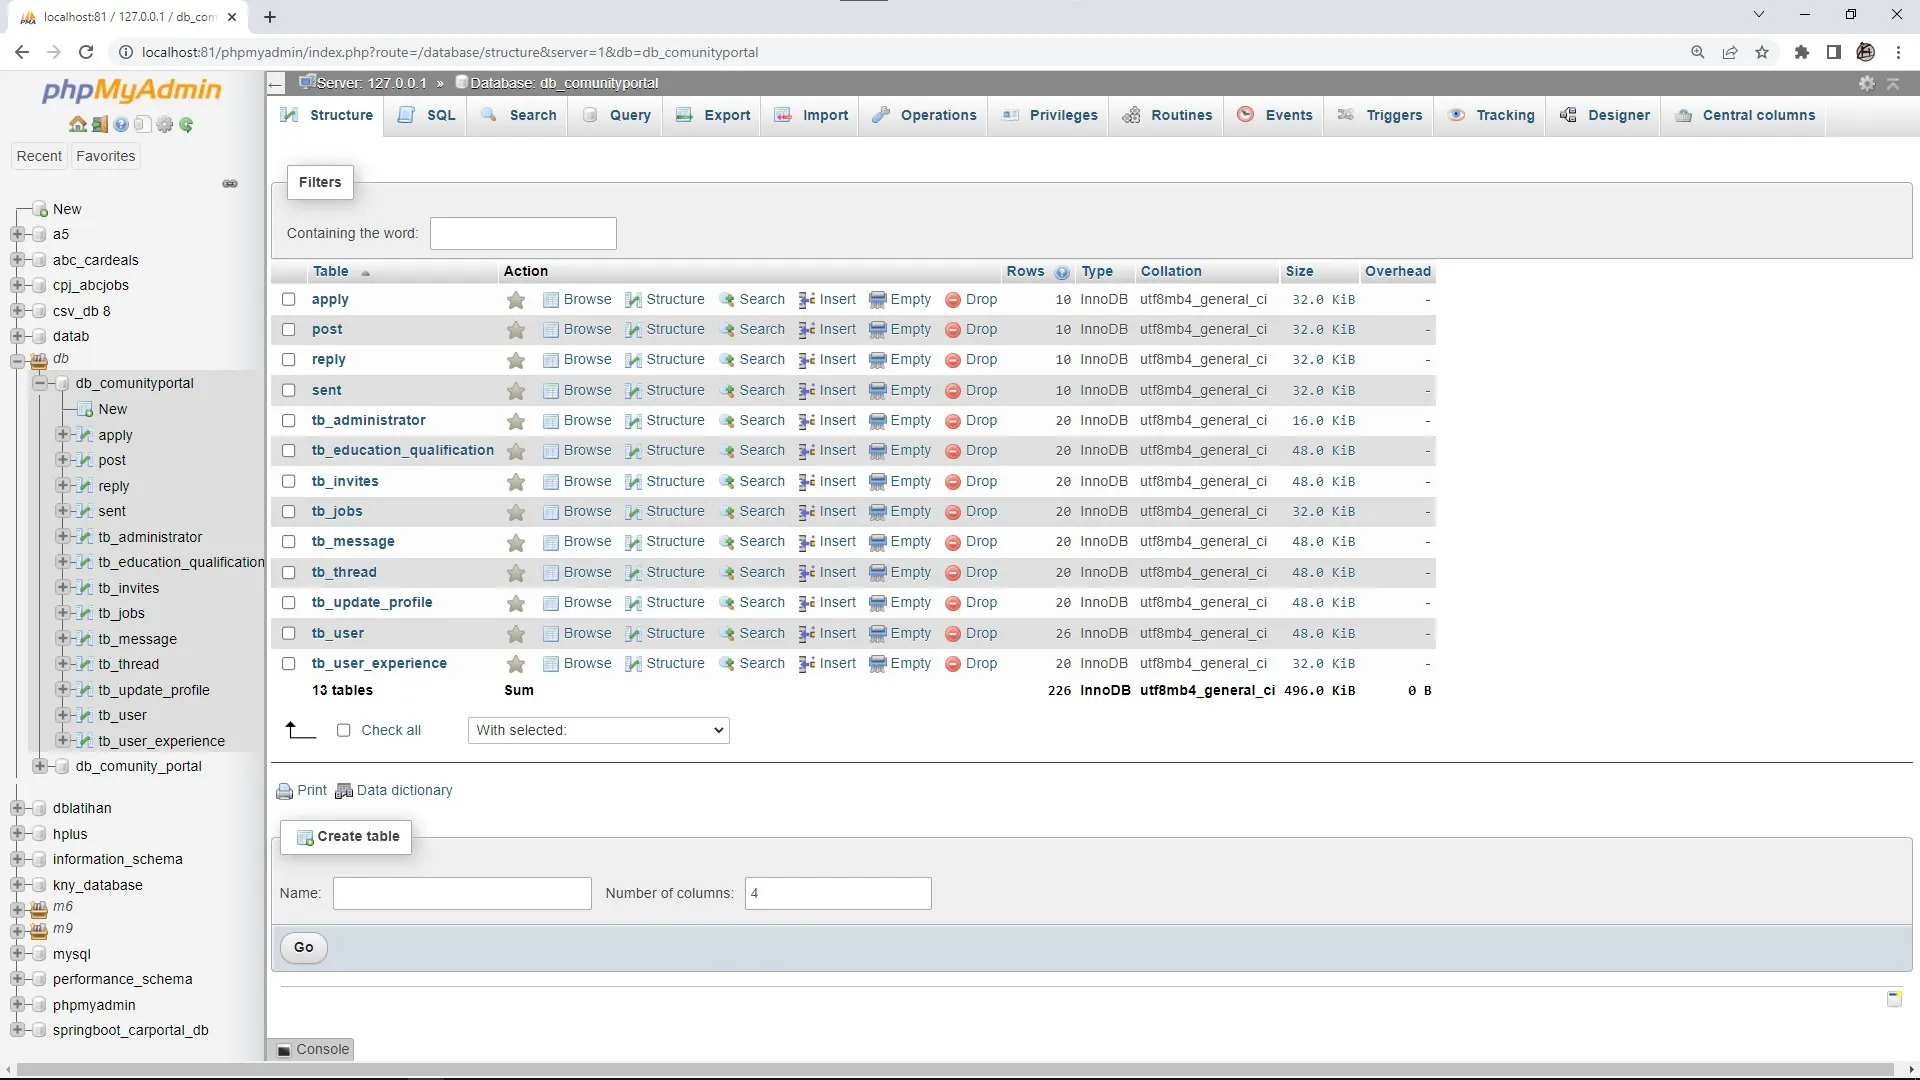 localhost:81 / 127.0.0.1 / db_com
localhost:81/phpmyadmin/index.php?route=/database/structure&server=1&db=db_comunityportal
phpMyAdmin
Recent Favorites
New
a5
abc_cardeals
cpj_abcjobs
csv_db 8
datab
db
db_comunityportal
New
apply
post
reply
sent
tb_administrator
tb_education_qualification
tb_invites
tb_jobs
tb_message
tb_thread
tb_update_profile
tb_user
tb_user_experience
db_comunity_portal
dblatihan
hplus
information_schema
kny_database
m6
m9
mysql
performance_schema
phpmyadmin
springboot_carportal_db
Server: 127.0.0.1 » Database: db_comunityportal
Structure SQL Search Query Export Import Operations Privileges Routines Events Triggers Tracking Designer Central columns
Filters
Containing the word:
Table Action Rows Type Collation Size Overhead
apply Browse Structure Search Insert Empty Drop 10 InnoDB utf8mb4_general_ci 32.0 KiB -
post Browse Structure Search Insert Empty Drop 10 InnoDB utf8mb4_general_ci 32.0 KiB -
reply Browse Structure Search Insert Empty Drop 10 InnoDB utf8mb4_general_ci 32.0 KiB -
sent Browse Structure Search Insert Empty Drop 10 InnoDB utf8mb4_general_ci 32.0 KiB -
tb_administrator Browse Structure Search Insert Empty Drop 20 InnoDB utf8mb4_general_ci 16.0 KiB -
tb_education_qualification Browse Structure Search Insert Empty Drop 20 InnoDB utf8mb4_general_ci 48.0 KiB -
tb_invites Browse Structure Search Insert Empty Drop 20 InnoDB utf8mb4_general_ci 48.0 KiB -
tb_jobs Browse Structure Search Insert Empty Drop 20 InnoDB utf8mb4_general_ci 32.0 KiB -
tb_message Browse Structure Search Insert Empty Drop 20 InnoDB utf8mb4_general_ci 48.0 KiB -
tb_thread Browse Structure Search Insert Empty Drop 20 InnoDB utf8mb4_general_ci 48.0 KiB -
tb_update_profile Browse Structure Search Insert Empty Drop 20 InnoDB utf8mb4_general_ci 48.0 KiB -
tb_user Browse Structure Search Insert Empty Drop 26 InnoDB utf8mb4_general_ci 48.0 KiB -
tb_user_experience Browse Structure Search Insert Empty Drop 20 InnoDB utf8mb4_general_ci 32.0 KiB -
13 tables Sum 226 InnoDB utf8mb4_general_ci 496.0 KiB 0 B
Check all With selected:
Print Data dictionary
Create table
Name: Number of columns: 4
Go
Console